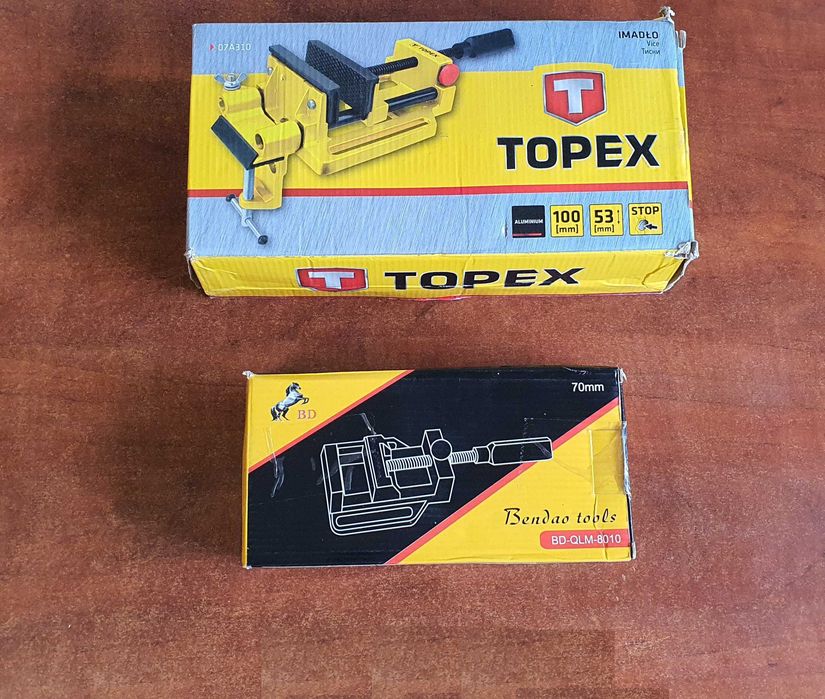 07A310
TOPEX
IMADŁO
Vice
Тиски
T
TOPEX
ALUMINIUM
100
[mm]
53
[mm]
STOP
T TOPEX
70mm
BD
Bendao tools
BD-QLM-8010